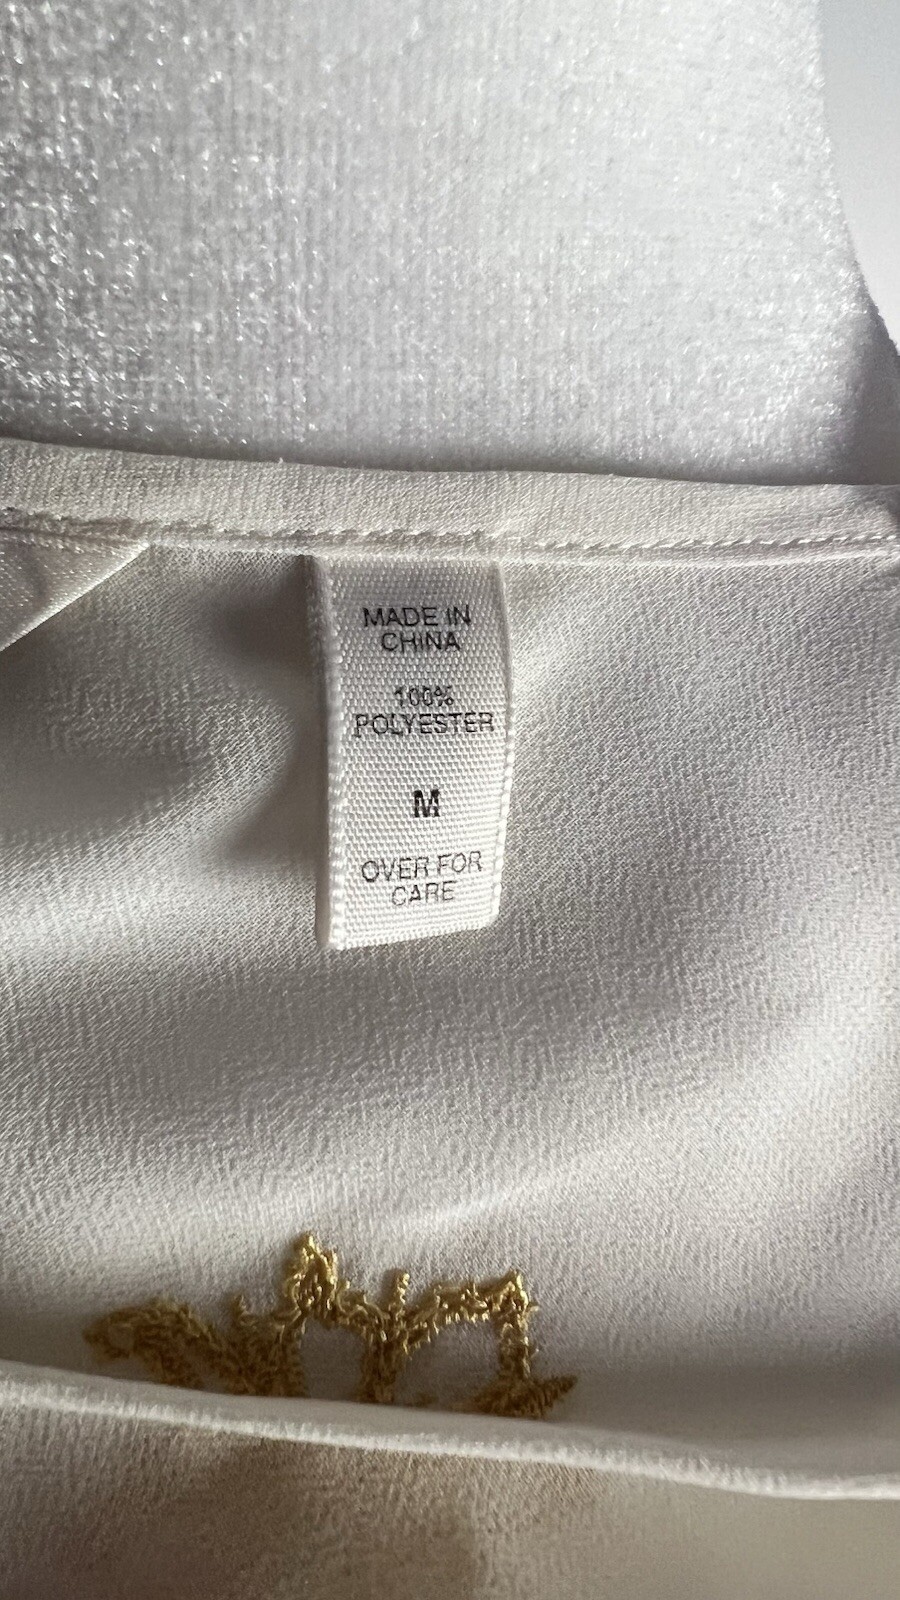 MADE IN
CHINA
100%
POLYESTER
M
OVER FOR
CARE